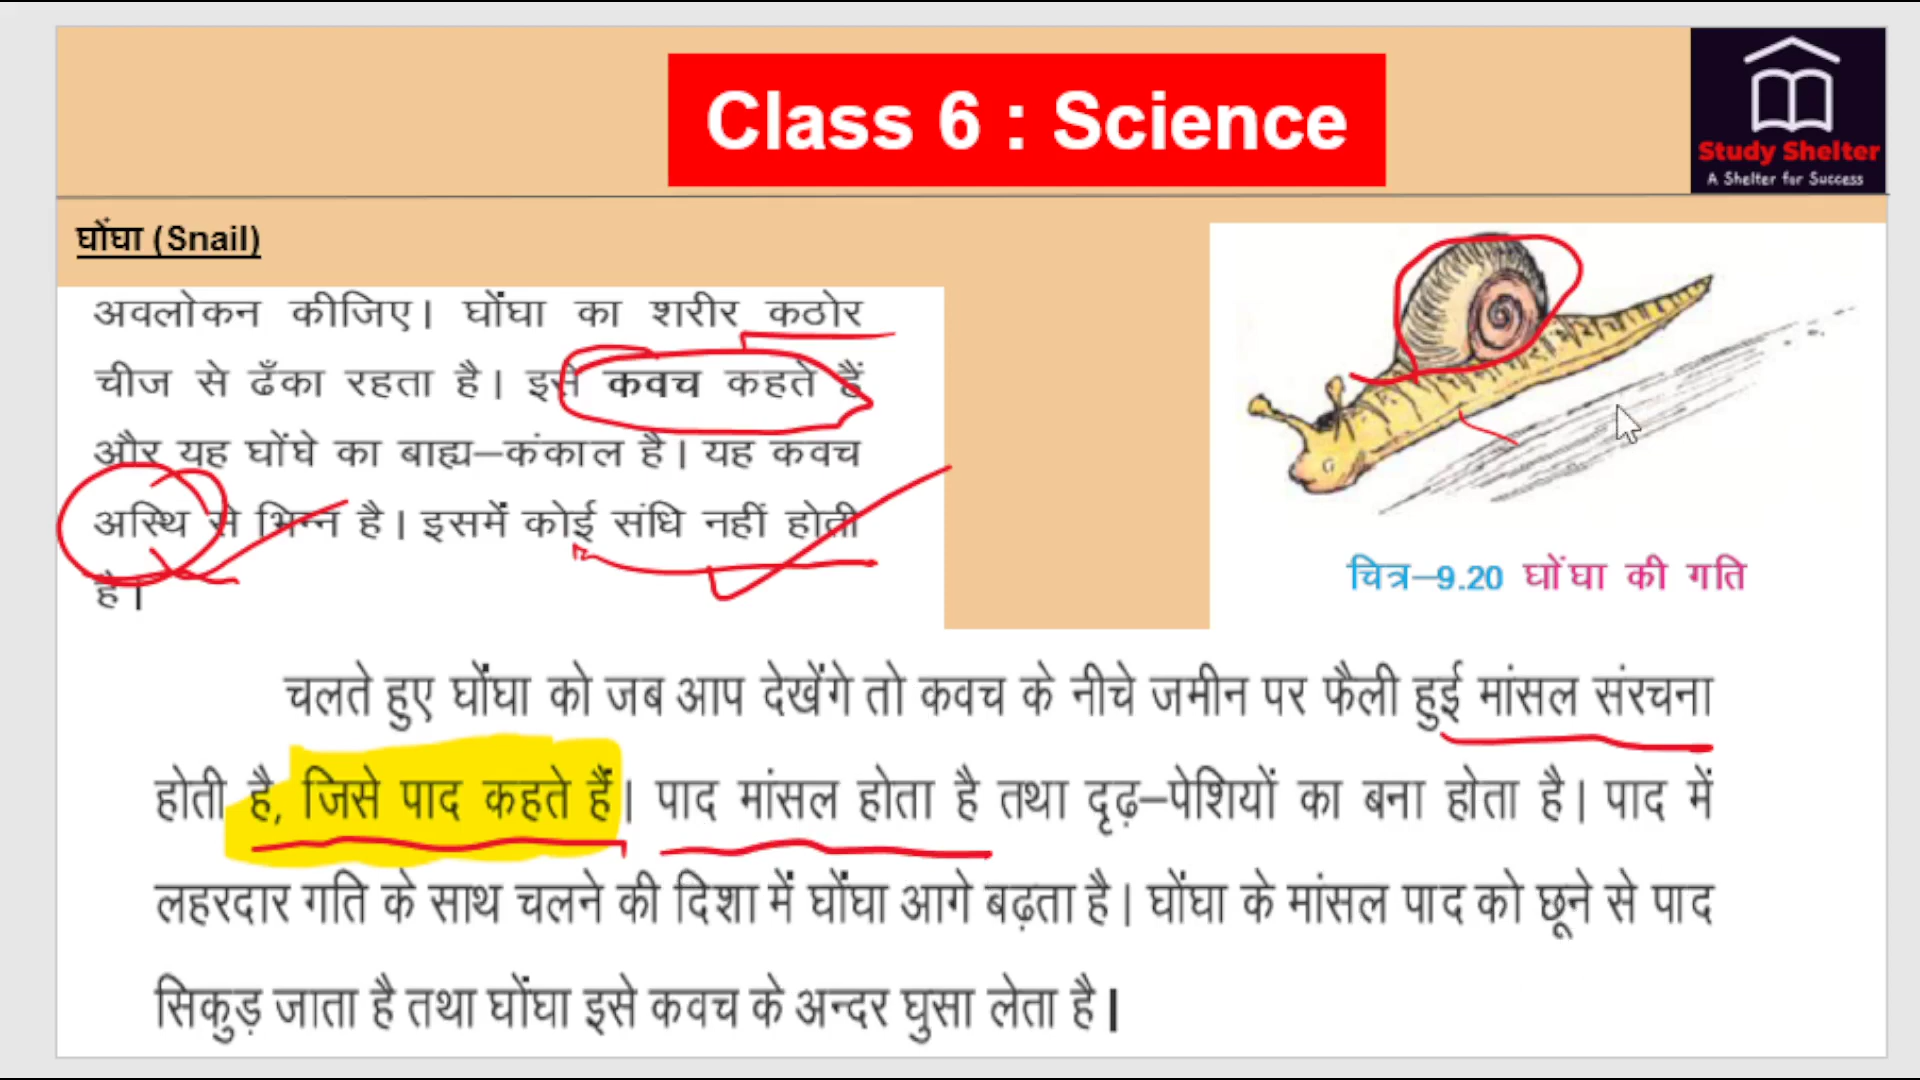 Class 6 : Science
Study Shelter
A Shelter for Success
घोंघा (Snail)
अवलोकन कीजिए। घोंघा का शरीर कठोर
चीज से ढँका रहता है। इसे कवच कहते हैं
और यह घोंघे का बाह्य–कंकाल है। यह कवच
अस्थि से भिन्न है। इसमें कोई संधि नहीं होती
है।
चित्र–9.20 घोंघा की गति
चलते हुए घोंघा को जब आप देखेंगे तो कवच के नीचे जमीन पर फैली हुई मांसल संरचना
होती है, जिसे पाद कहते हैं। पाद मांसल होता है तथा दृढ़–पेशियों का बना होता है। पाद में
लहरदार गति के साथ चलने की दिशा में घोंघा आगे बढ़ता है। घोंघा के मांसल पाद को छूने से पाद
सिकुड़ जाता है तथा घोंघा इसे कवच के अन्दर घुसा लेता है।